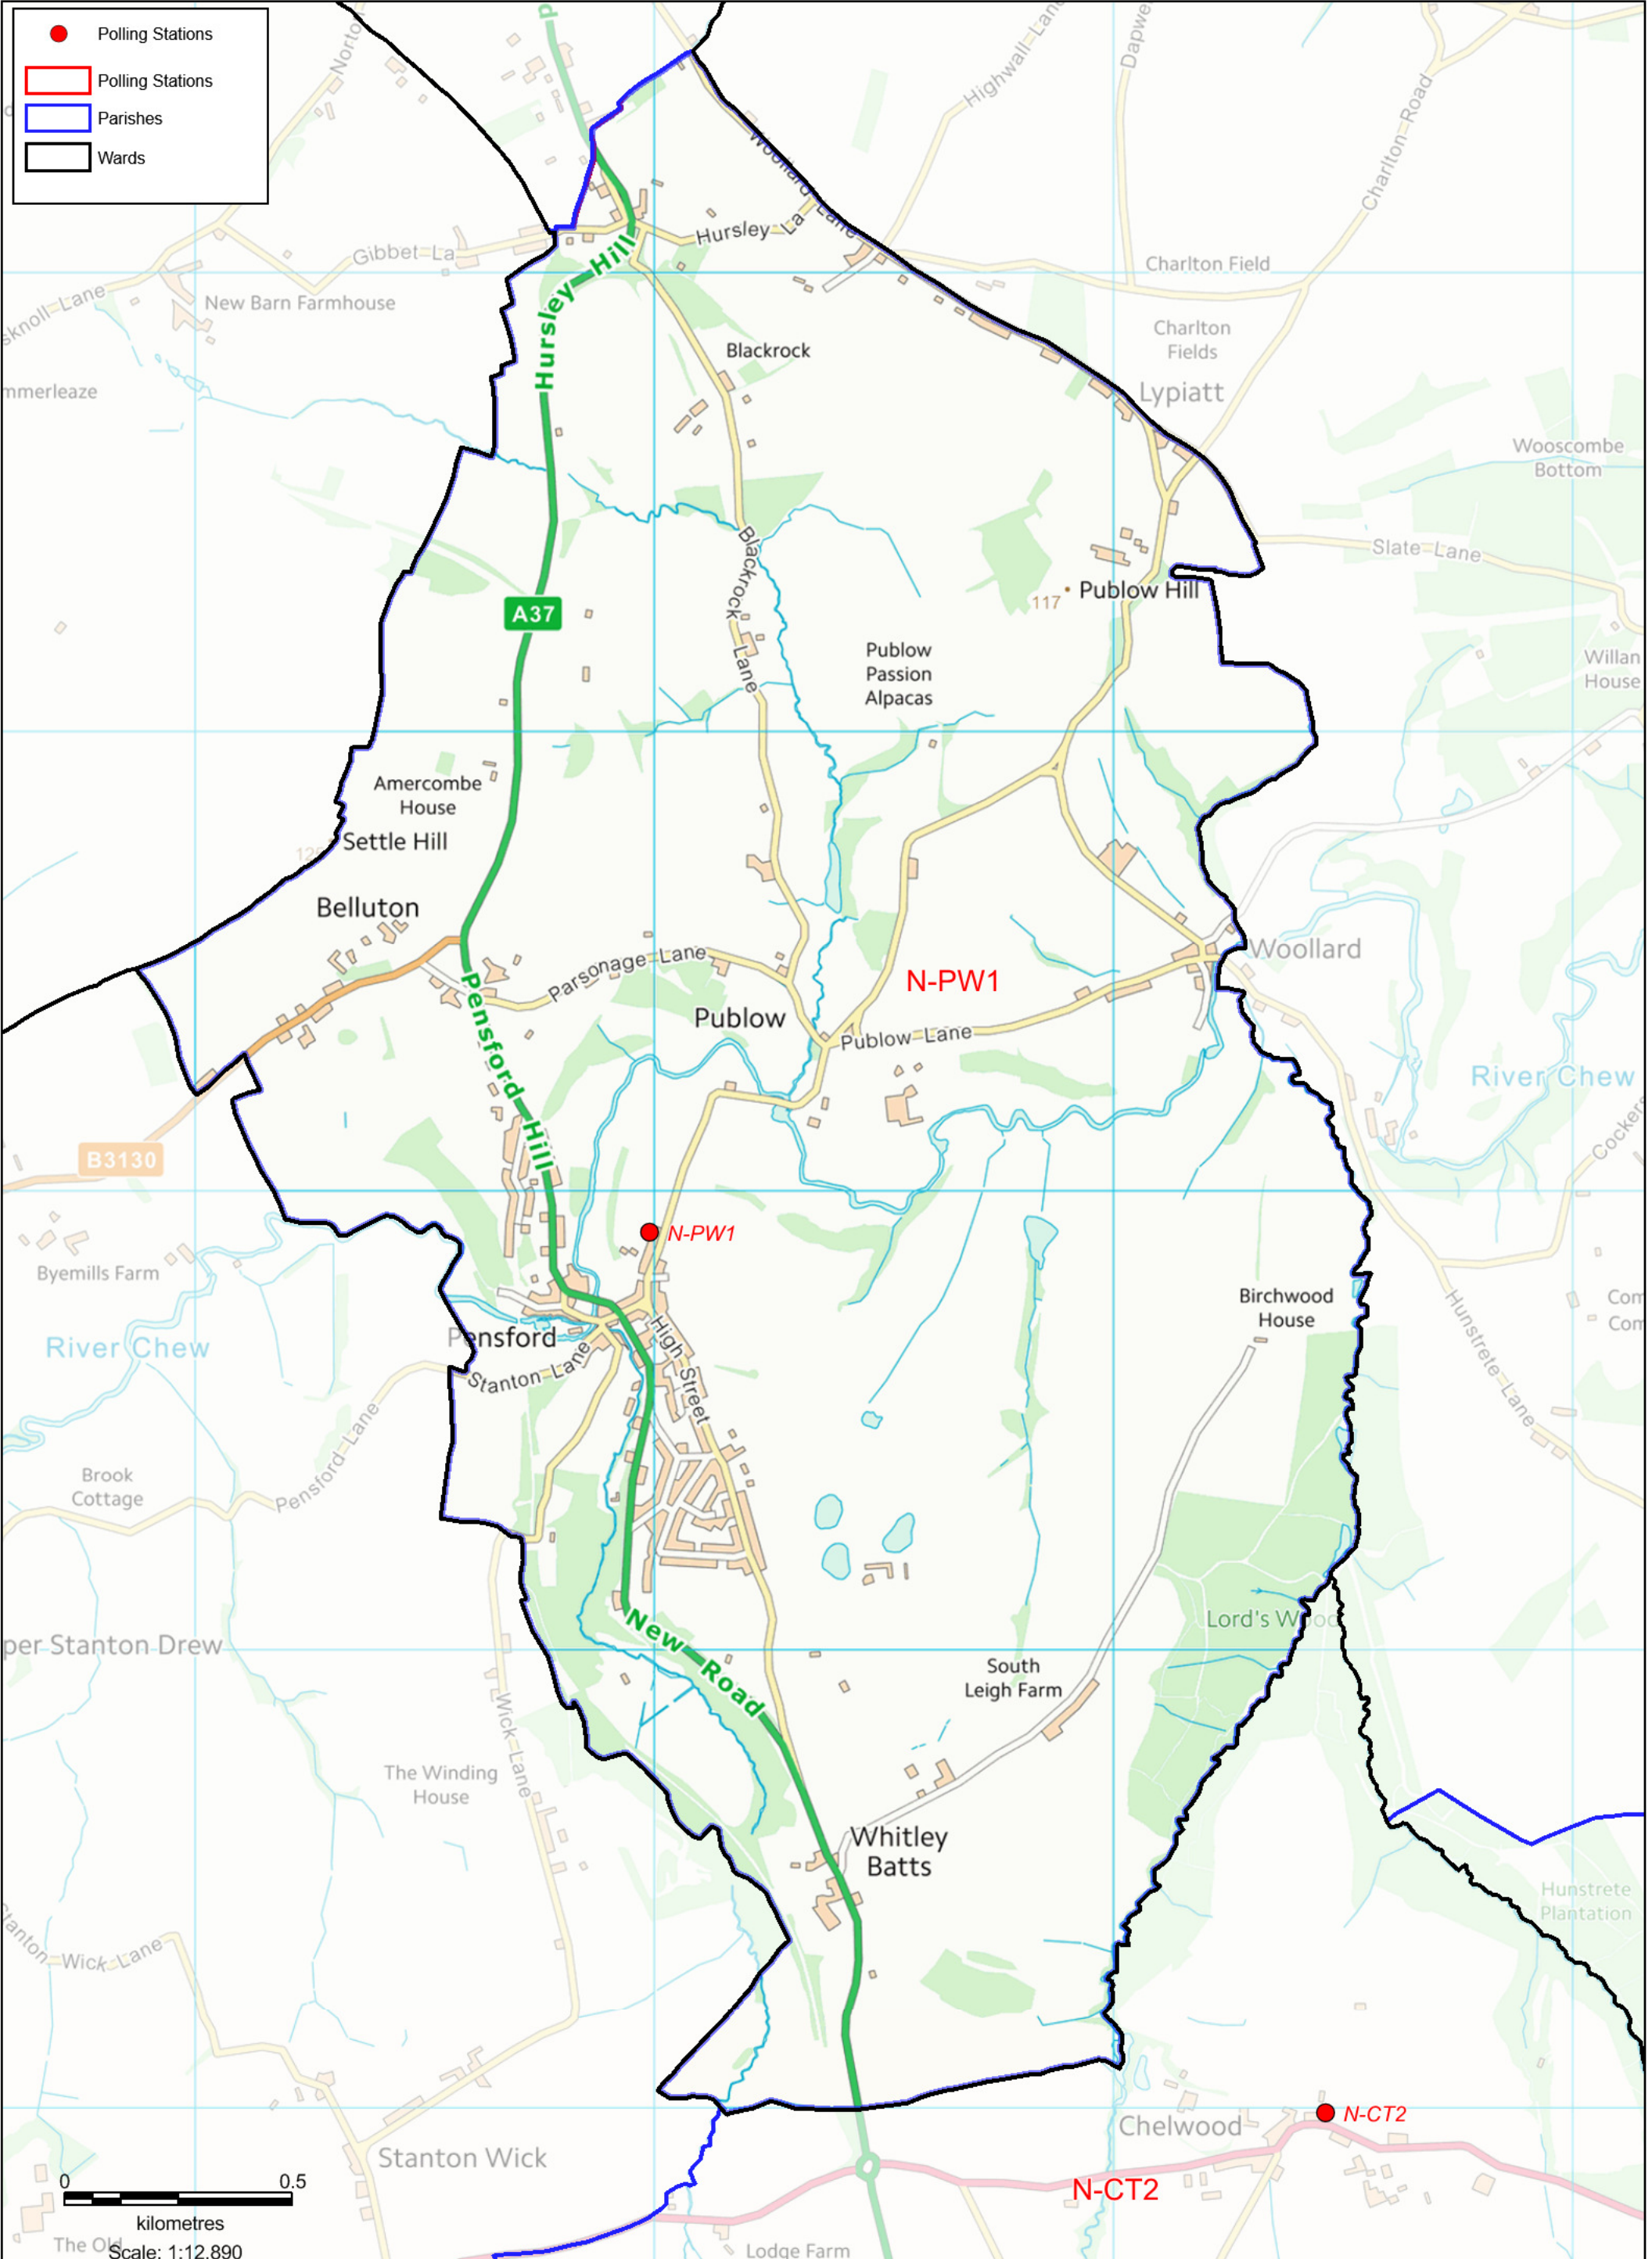 Polling Stations
Polling Stations
Parishes
Wards
Norton
Highwall Lane
Charlton Road
Woollard Lane
Hursley La
Gibbet La
Hursley Hill
Charlton Field
New Barn Farmhouse
Charlton
Fields
Blackrock
Lypiatt
Wooscombe
Bottom
Slate Lane
A37
Blackrock Lane
117
Publow Hill
Publow
Passion
Alpacas
Willan
House
Amercombe
House
Settle Hill
Belluton
Parsonage Lane
Woollard
N-PW1
Publow
Publow Lane
Pensford Hill
River Chew
B3130
N-PW1
Byemills Farm
Birchwood
House
River Chew
Pensford
High Street
Stanton Lane
Hunstrete Lane
Pensford Lane
Brook
Cottage
New Road
Lord's Wood
per Stanton Drew
South
Leigh Farm
Wick Lane
The Winding
House
Whitley
Batts
Hunstrete
Plantation
Stanton Wick Lane
Chelwood
N-CT2
Stanton Wick
N-CT2
0 0.5
kilometres
Scale: 1:12,890
Lodge Farm